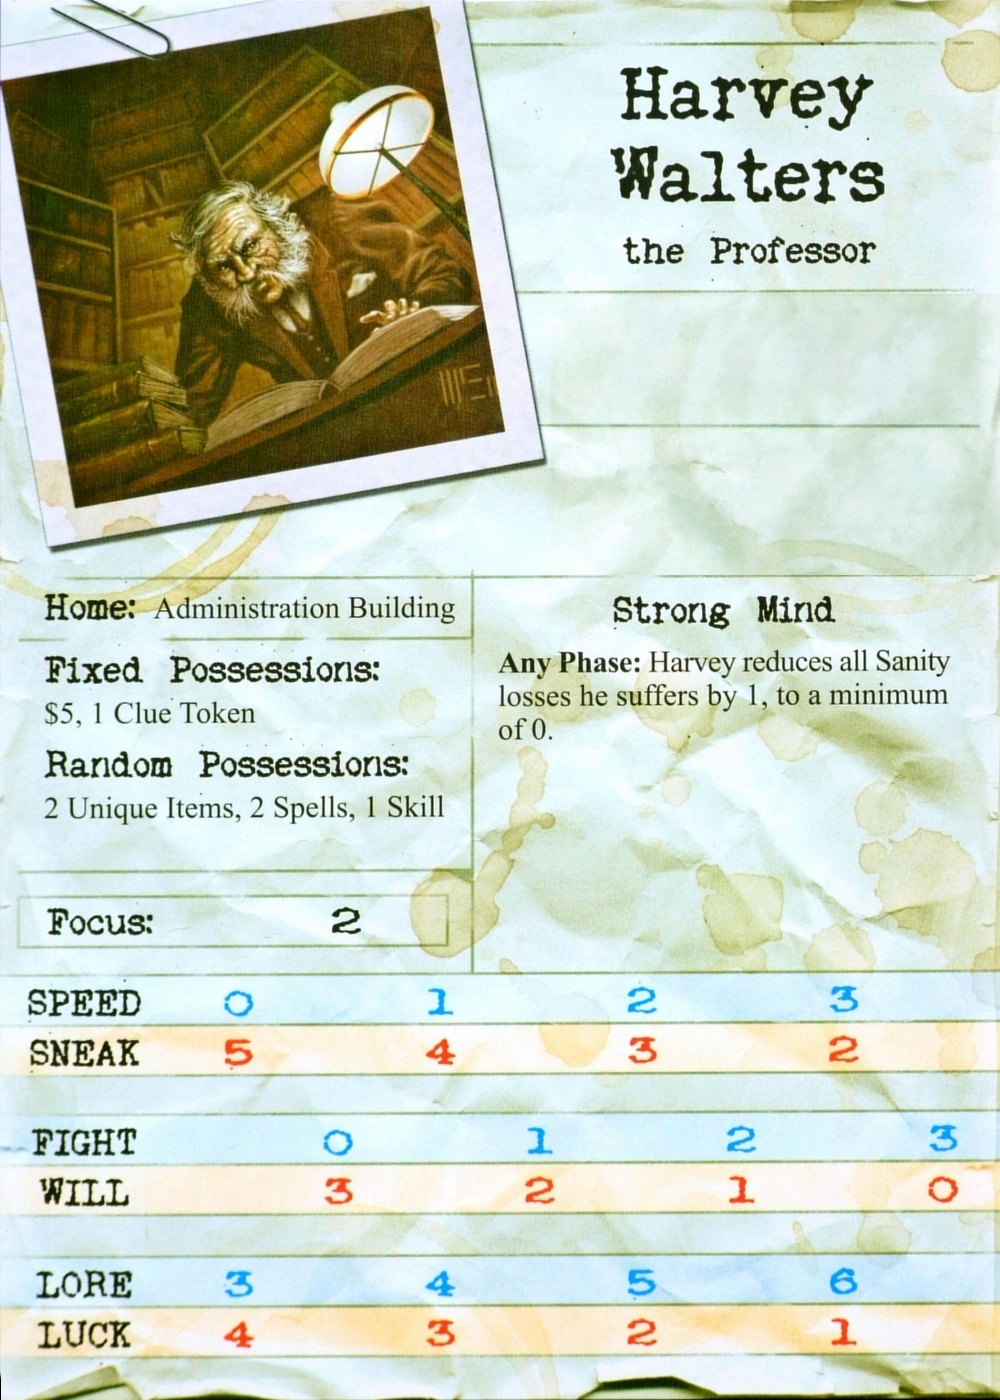 Harvey
Walters
the Professor
Home: Administration Building
Fixed Possessions:
$5, 1 Clue Token
Random Possessions:
2 Unique Items, 2 Spells, 1 Skill
Focus: 2
Strong Mind
Any Phase: Harvey reduces all Sanity
losses he suffers by 1, to a minimum
of 0.
SPEED 0 1 2 3
SNEAK 5 4 3 2
FIGHT 0 1 2 3
WILL 3 2 1 0
LORE 3 4 5 6
LUCK 4 3 2 1